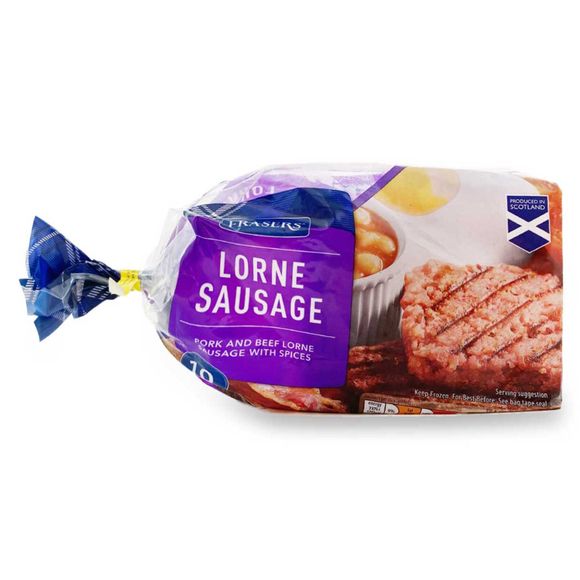 FRASERS
LORNE
SAUSAGE
PORK AND BEEF LORNE
SAUSAGE WITH SPICES
10
PRODUCED IN
SCOTLAND
Serving suggestion
Keep Frozen. For Best Before: See bag tape seal